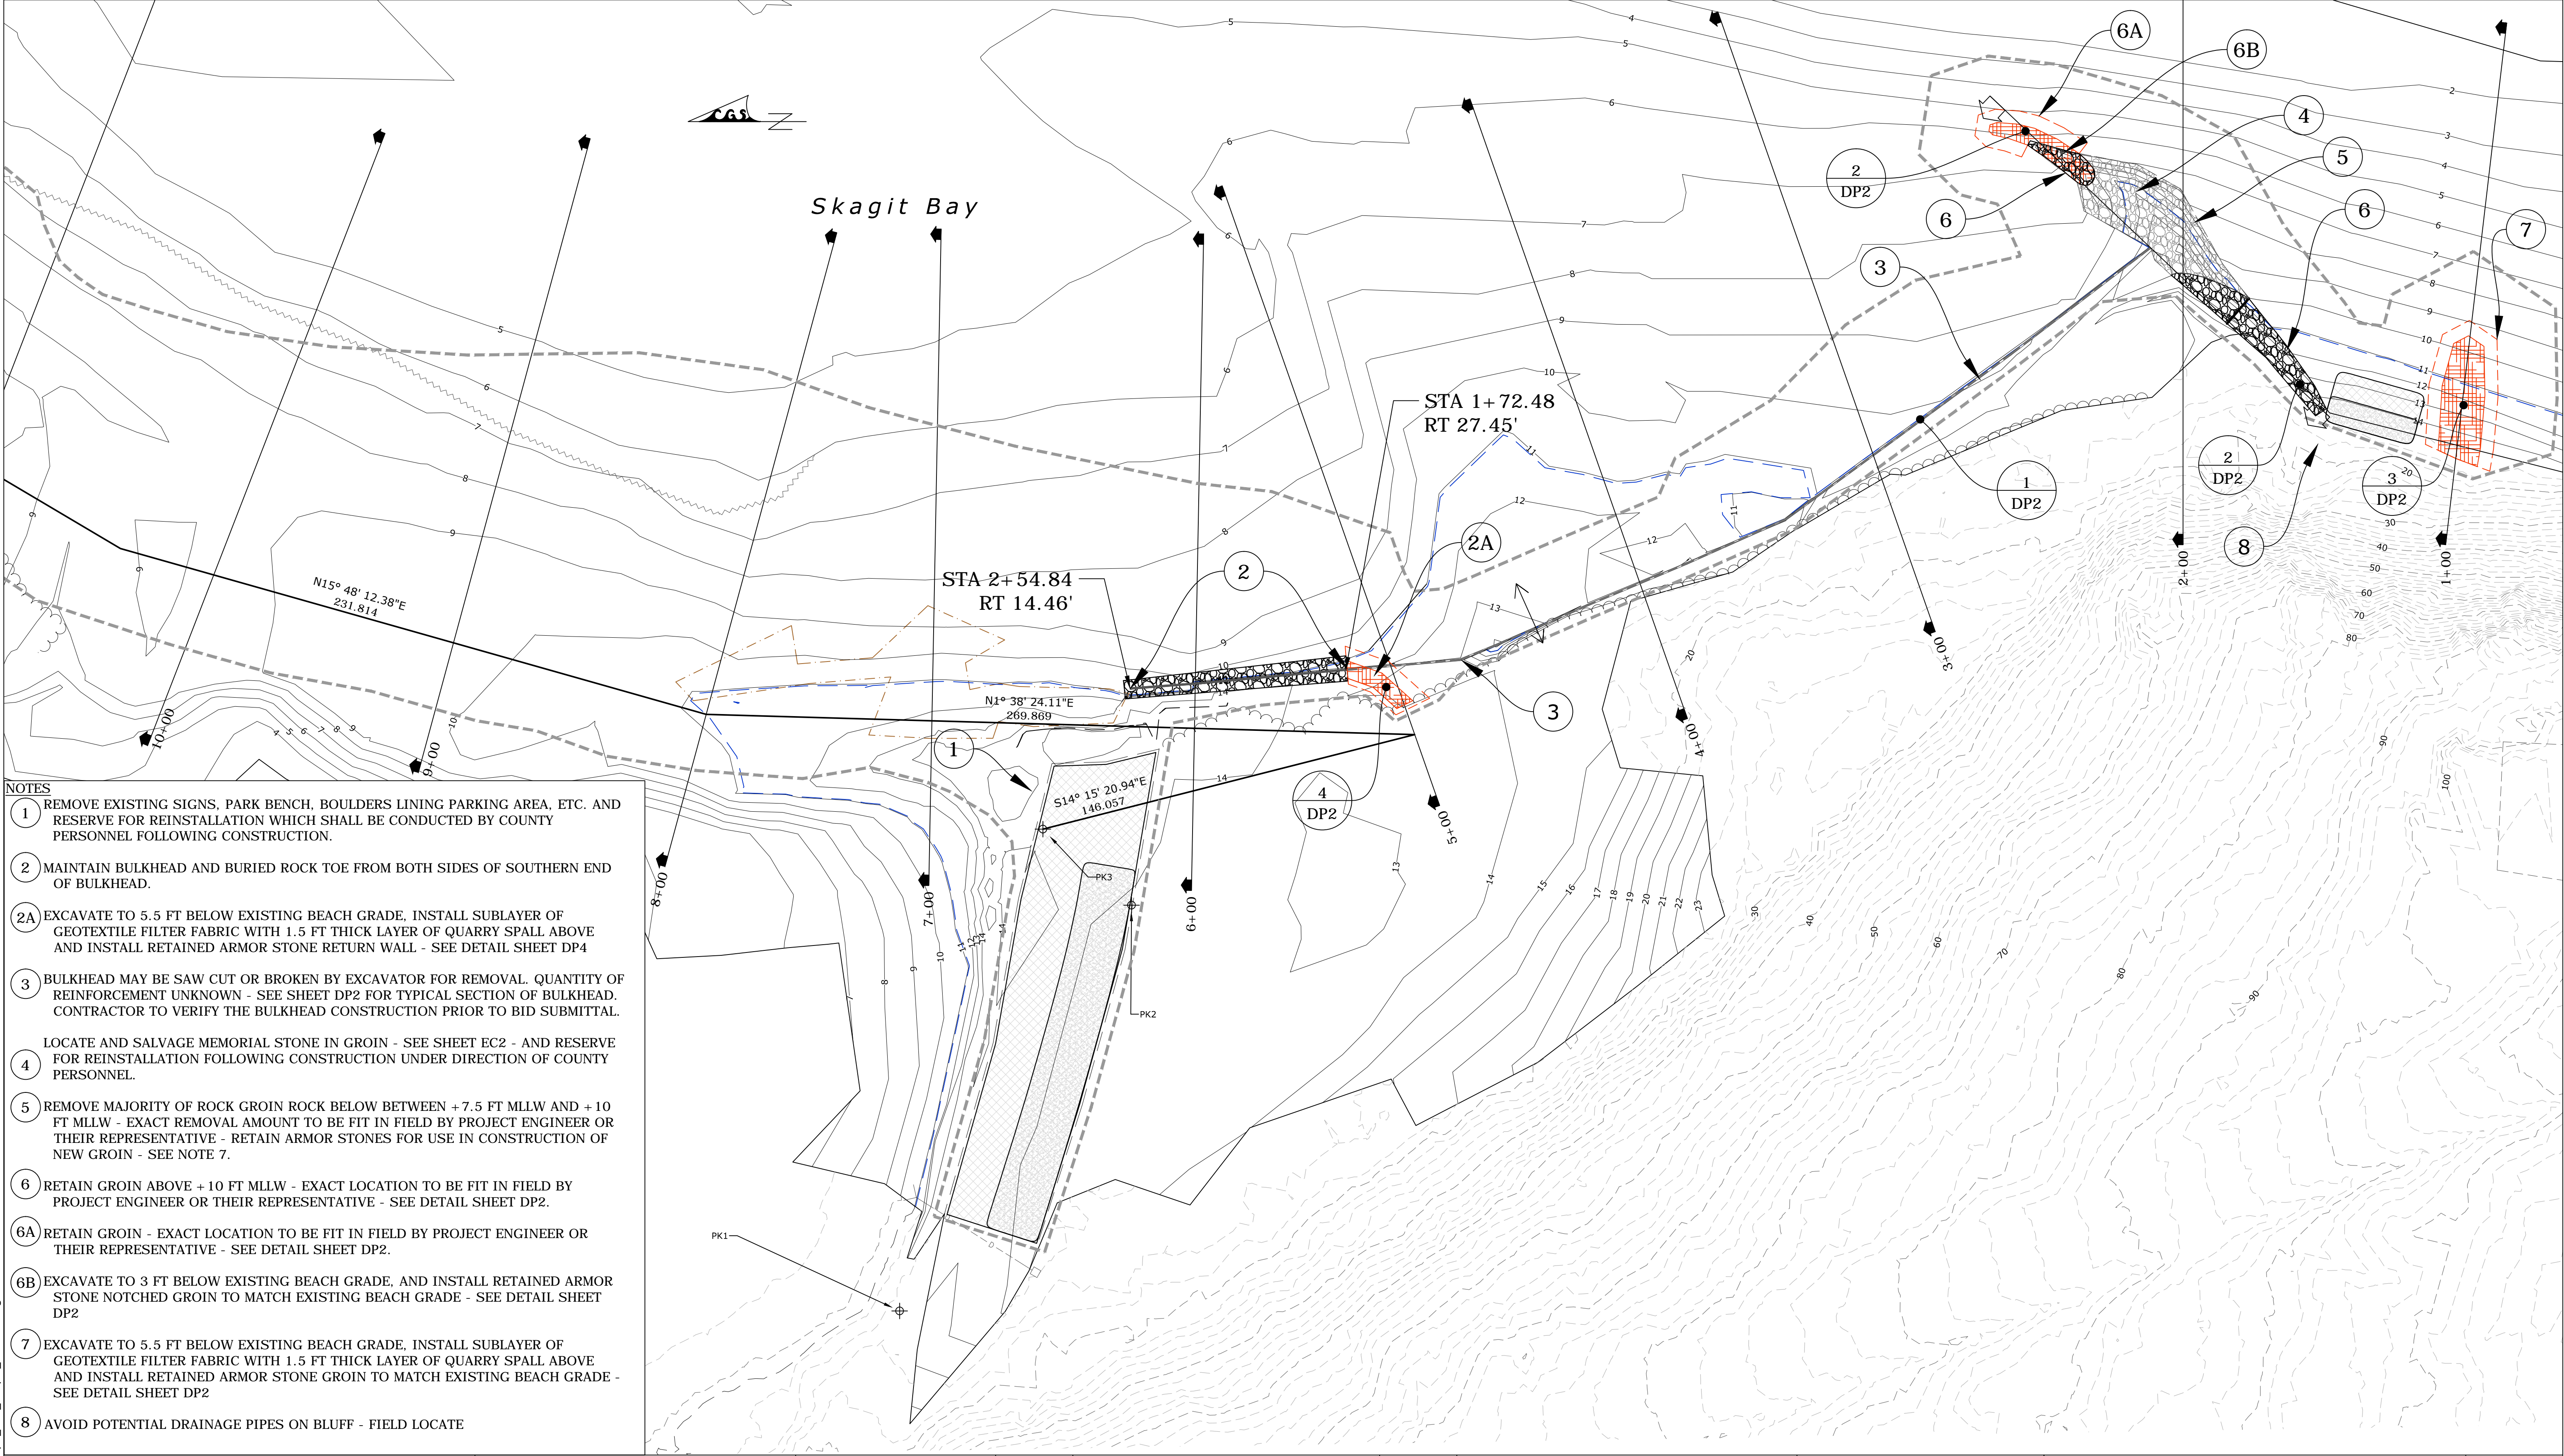 6A
6B
4
5
6
7
2
DP2
6
3
CGS
N
Skagit Bay
STA 1+72.48
RT 27.45'
2A
2
STA 2+54.84
RT 14.46'
1
DP2
2
DP2
3
DP2
8
1+00
2+00
3+00
4+00
5+00
6+00
7+00
8+00
9+00
10+00
N15° 48' 12.38"E
231.814
N1° 38' 24.11"E
269.869
S14° 15' 20.94"E
146.057
1
3
4
DP2
PK3
PK2
PK1
NOTES
1 REMOVE EXISTING SIGNS, PARK BENCH, BOULDERS LINING PARKING AREA, ETC. AND
RESERVE FOR REINSTALLATION WHICH SHALL BE CONDUCTED BY COUNTY
PERSONNEL FOLLOWING CONSTRUCTION.
2 MAINTAIN BULKHEAD AND BURIED ROCK TOE FROM BOTH SIDES OF SOUTHERN END
OF BULKHEAD.
2A EXCAVATE TO 5.5 FT BELOW EXISTING BEACH GRADE, INSTALL SUBLAYER OF
GEOTEXTILE FILTER FABRIC WITH 1.5 FT THICK LAYER OF QUARRY SPALL ABOVE
AND INSTALL RETAINED ARMOR STONE RETURN WALL - SEE DETAIL SHEET DP4
3 BULKHEAD MAY BE SAW CUT OR BROKEN BY EXCAVATOR FOR REMOVAL. QUANTITY OF
REINFORCEMENT UNKNOWN - SEE SHEET DP2 FOR TYPICAL SECTION OF BULKHEAD.
CONTRACTOR TO VERIFY THE BULKHEAD CONSTRUCTION PRIOR TO BID SUBMITTAL.
LOCATE AND SALVAGE MEMORIAL STONE IN GROIN - SEE SHEET EC2 - AND RESERVE
4 FOR REINSTALLATION FOLLOWING CONSTRUCTION UNDER DIRECTION OF COUNTY
PERSONNEL.
5 REMOVE MAJORITY OF ROCK GROIN ROCK BELOW BETWEEN +7.5 FT MLLW AND +10
FT MLLW - EXACT REMOVAL AMOUNT TO BE FIT IN FIELD BY PROJECT ENGINEER OR
THEIR REPRESENTATIVE - RETAIN ARMOR STONES FOR USE IN CONSTRUCTION OF
NEW GROIN - SEE NOTE 7.
6 RETAIN GROIN ABOVE +10 FT MLLW - EXACT LOCATION TO BE FIT IN FIELD BY
PROJECT ENGINEER OR THEIR REPRESENTATIVE - SEE DETAIL SHEET DP2.
6A RETAIN GROIN - EXACT LOCATION TO BE FIT IN FIELD BY PROJECT ENGINEER OR
THEIR REPRESENTATIVE - SEE DETAIL SHEET DP2.
6B EXCAVATE TO 3 FT BELOW EXISTING BEACH GRADE, AND INSTALL RETAINED ARMOR
STONE NOTCHED GROIN TO MATCH EXISTING BEACH GRADE - SEE DETAIL SHEET
DP2
7 EXCAVATE TO 5.5 FT BELOW EXISTING BEACH GRADE, INSTALL SUBLAYER OF
GEOTEXTILE FILTER FABRIC WITH 1.5 FT THICK LAYER OF QUARRY SPALL ABOVE
AND INSTALL RETAINED ARMOR STONE GROIN TO MATCH EXISTING BEACH GRADE -
SEE DETAIL SHEET DP2
8 AVOID POTENTIAL DRAINAGE PIPES ON BLUFF - FIELD LOCATE